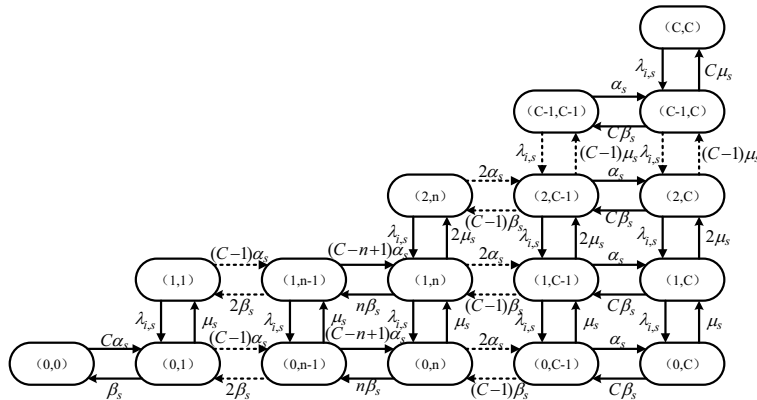 (C,C)
λ_{i,s} Cμ_s
α_s
(C-1,C-1) (C-1,C)
Cβ_s
λ_{i,s} (C−1)μ_s λ_{i,s} (C−1)μ_s
2α_s α_s
(2,n) (2,C-1) (2,C)
(C−1)β_s Cβ_s
λ_{i,s} 2μ_s λ_{i,s} 2μ_s λ_{i,s} 2μ_s
(C−1)α_s (C−n+1)α_s 2α_s α_s
(1,1) (1,n-1) (1,n) (1,C-1) (1,C)
2β_s nβ_s (C−1)β_s Cβ_s
λ_{i,s} μ_s λ_{i,s} μ_s λ_{i,s} μ_s λ_{i,s} μ_s λ_{i,s} μ_s
Cα_s (C−1)α_s (C−n+1)α_s 2α_s α_s
(0,0) (0,1) (0,n-1) (0,n) (0,C-1) (0,C)
β_s 2β_s nβ_s (C−1)β_s Cβ_s